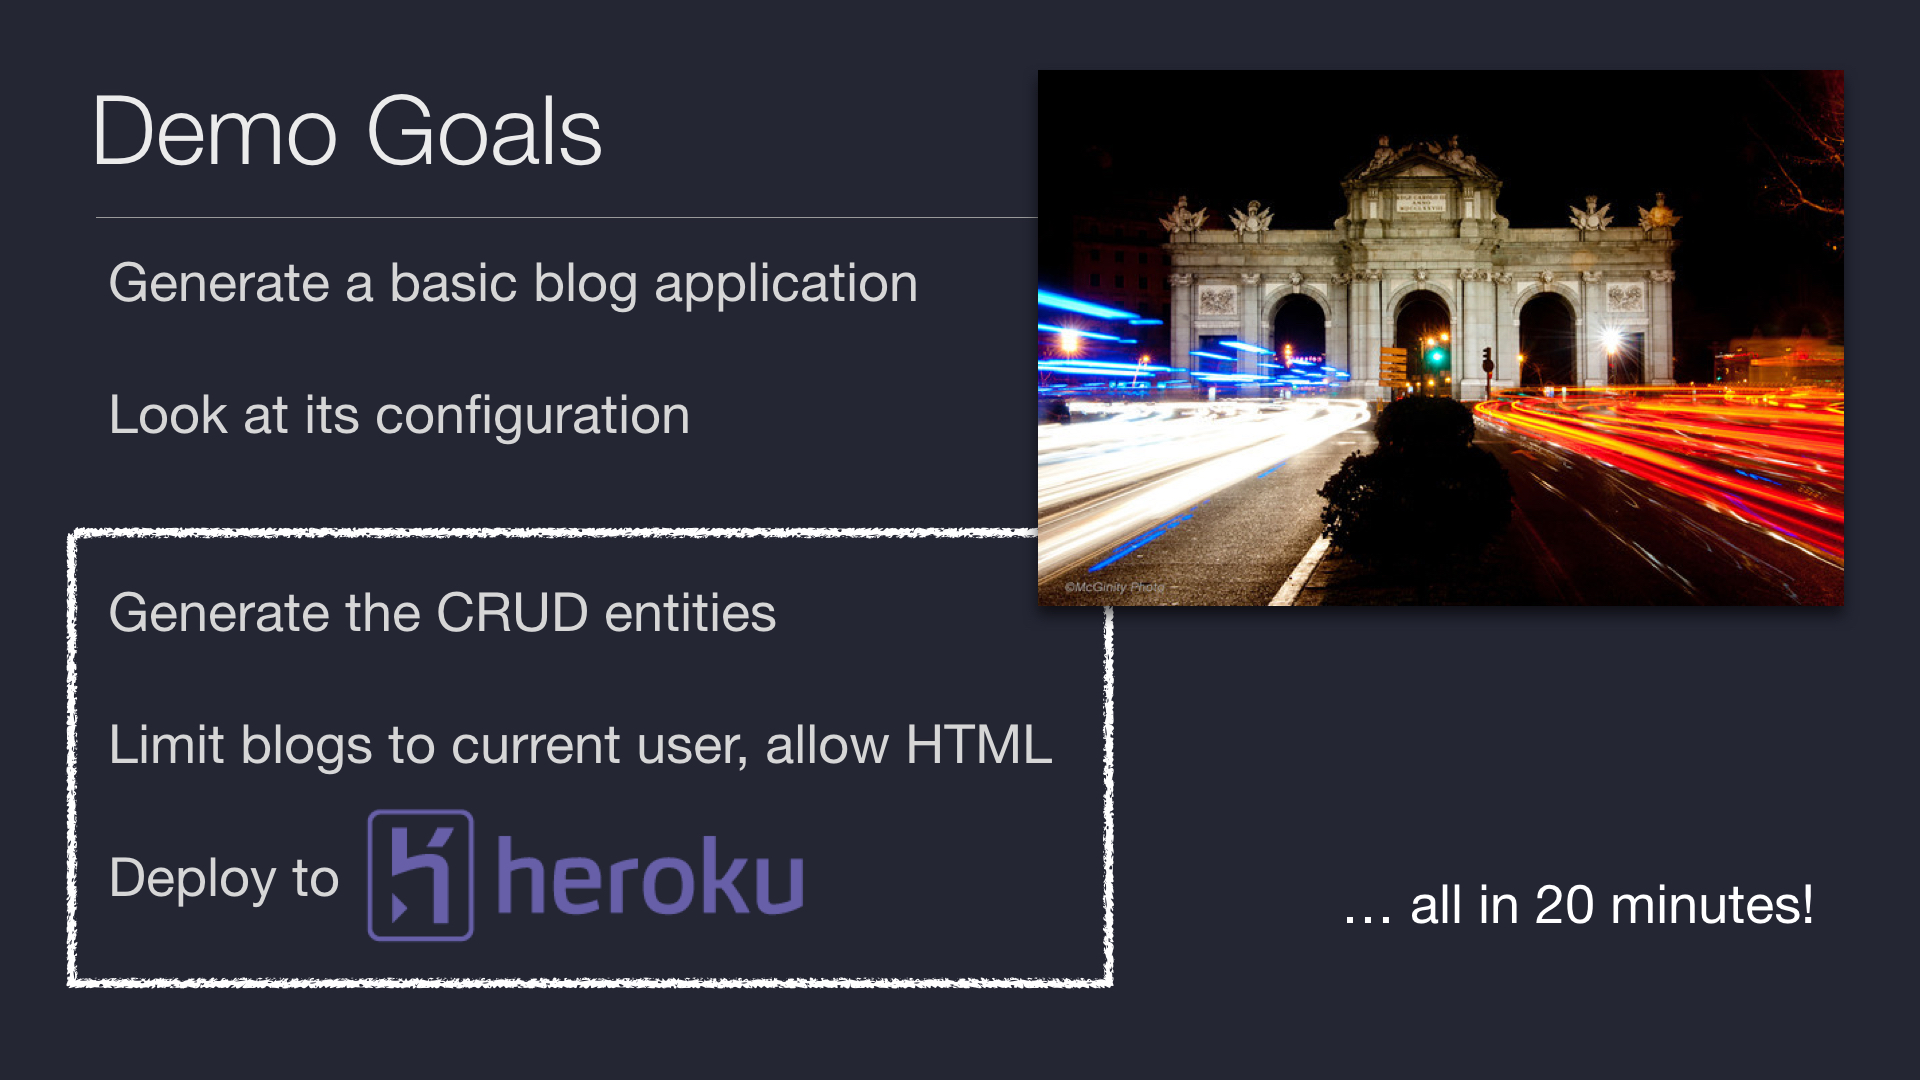 Demo Goals
Generate a basic blog application
Look at its configuration
Generate the CRUD entities
Limit blogs to current user, allow HTML
Deploy to heroku
… all in 20 minutes!
©McGinity Photo